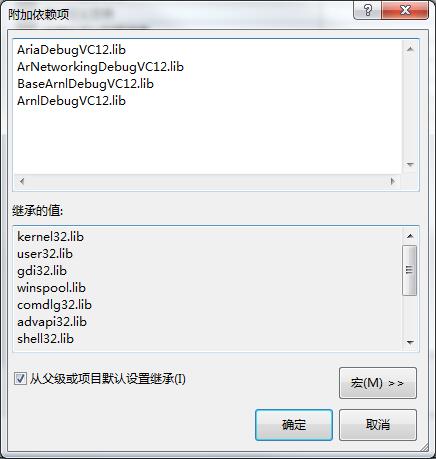 附加依赖项
AriaDebugVC12.lib
ArNetworkingDebugVC12.lib
BaseArnlDebugVC12.lib
ArnlDebugVC12.lib
继承的值:
kernel32.lib
user32.lib
gdi32.lib
winspool.lib
comdlg32.lib
advapi32.lib
shell32.lib
从父级或项目默认设置继承(I)
宏(M) >>
确定
取消